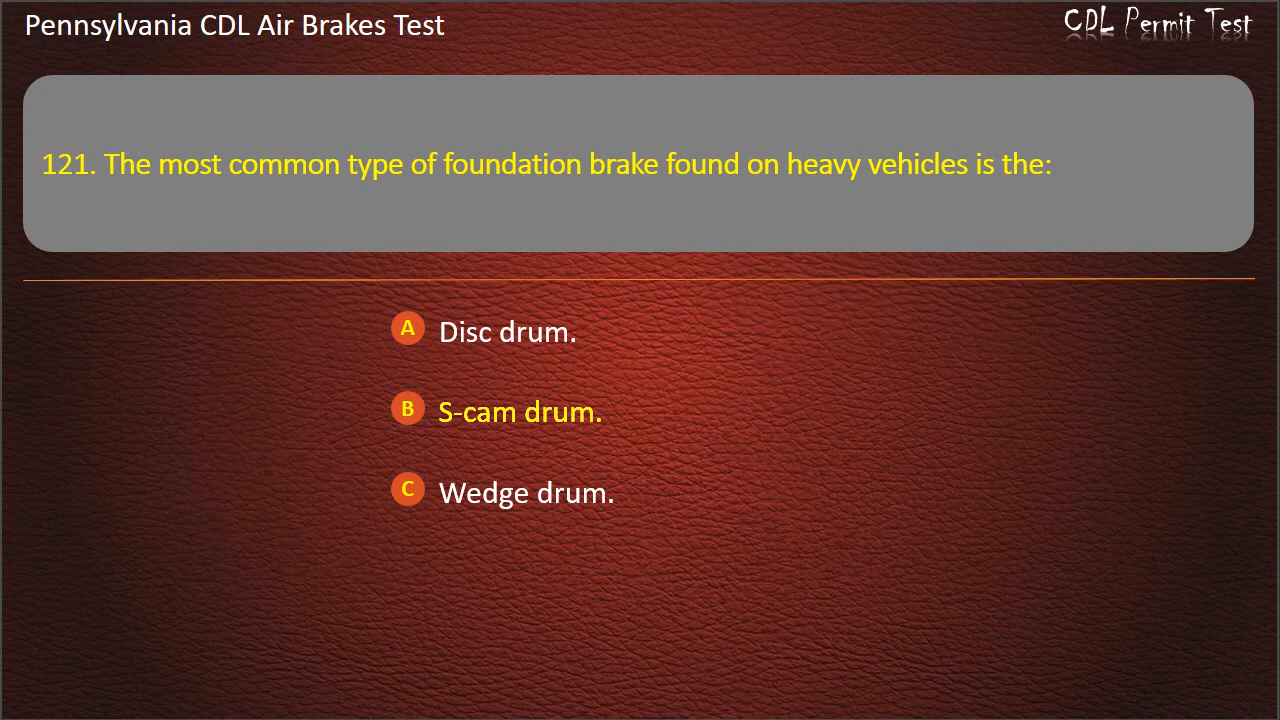 Pennsylvania CDL Air Brakes Test
CDL Permit Test
121. The most common type of foundation brake found on heavy vehicles is the:
A Disc drum.
B S-cam drum.
C Wedge drum.